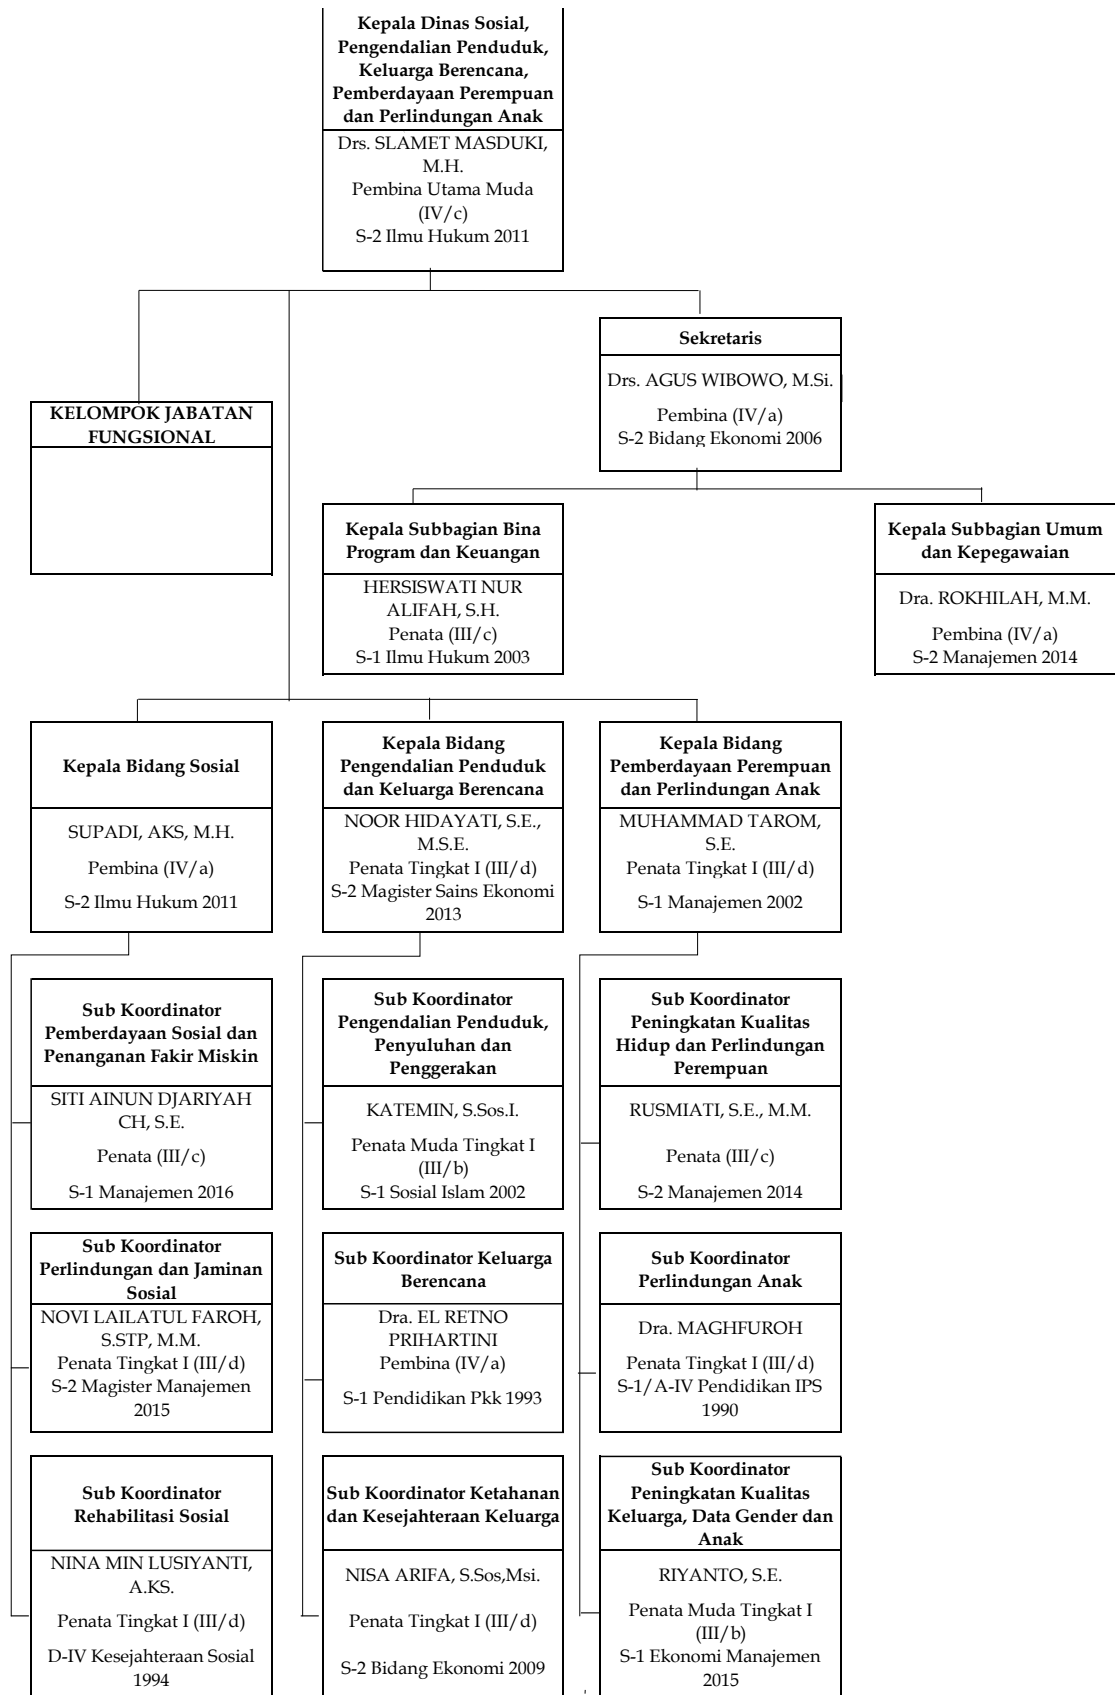 Kepala Dinas Sosial,
Pengendalian Penduduk,
Keluarga Berencana,
Pemberdayaan Perempuan
dan Perlindungan Anak
Drs. SLAMET MASDUKI,
M.H.
Pembina Utama Muda
(IV/c)
S-2 Ilmu Hukum 2011
Sekretaris
Drs. AGUS WIBOWO, M.Si.
Pembina (IV/a)
S-2 Bidang Ekonomi 2006
KELOMPOK JABATAN
FUNGSIONAL
Kepala Subbagian Bina
Program dan Keuangan
HERSISWATI NUR
ALIFAH, S.H.
Penata (III/c)
S-1 Ilmu Hukum 2003
Kepala Subbagian Umum
dan Kepegawaian
Dra. ROKHILAH, M.M.
Pembina (IV/a)
S-2 Manajemen 2014
Kepala Bidang Sosial
SUPADI, AKS, M.H.
Pembina (IV/a)
S-2 Ilmu Hukum 2011
Kepala Bidang
Pengendalian Penduduk
dan Keluarga Berencana
NOOR HIDAYATI, S.E.,
M.S.E.
Penata Tingkat I (III/d)
S-2 Magister Sains Ekonomi
2013
Kepala Bidang
Pemberdayaan Perempuan
dan Perlindungan Anak
MUHAMMAD TAROM,
S.E.
Penata Tingkat I (III/d)
S-1 Manajemen 2002
Sub Koordinator
Pemberdayaan Sosial dan
Penanganan Fakir Miskin
SITI AINUN DJARIYAH
CH, S.E.
Penata (III/c)
S-1 Manajemen 2016
Sub Koordinator
Pengendalian Penduduk,
Penyuluhan dan
Penggerakan
KATEMIN, S.Sos.I.
Penata Muda Tingkat I
(III/b)
S-1 Sosial Islam 2002
Sub Koordinator
Peningkatan Kualitas
Hidup dan Perlindungan
Perempuan
RUSMIATI, S.E., M.M.
Penata (III/c)
S-2 Manajemen 2014
Sub Koordinator
Perlindungan dan Jaminan
Sosial
NOVI LAILATUL FAROH,
S.STP, M.M.
Penata Tingkat I (III/d)
S-2 Magister Manajemen
2015
Sub Koordinator Keluarga
Berencana
Dra. EL RETNO
PRIHARTINI
Pembina (IV/a)
S-1 Pendidikan Pkk 1993
Sub Koordinator
Perlindungan Anak
Dra. MAGHFUROH
Penata Tingkat I (III/d)
S-1/A-IV Pendidikan IPS
1990
Sub Koordinator
Rehabilitasi Sosial
NINA MIN LUSIYANTI,
A.KS.
Penata Tingkat I (III/d)
D-IV Kesejahteraan Sosial
1994
Sub Koordinator Ketahanan
dan Kesejahteraan Keluarga
NISA ARIFA, S.Sos,Msi.
Penata Tingkat I (III/d)
S-2 Bidang Ekonomi 2009
Sub Koordinator
Peningkatan Kualitas
Keluarga, Data Gender dan
Anak
RIYANTO, S.E.
Penata Muda Tingkat I
(III/b)
S-1 Ekonomi Manajemen
2015